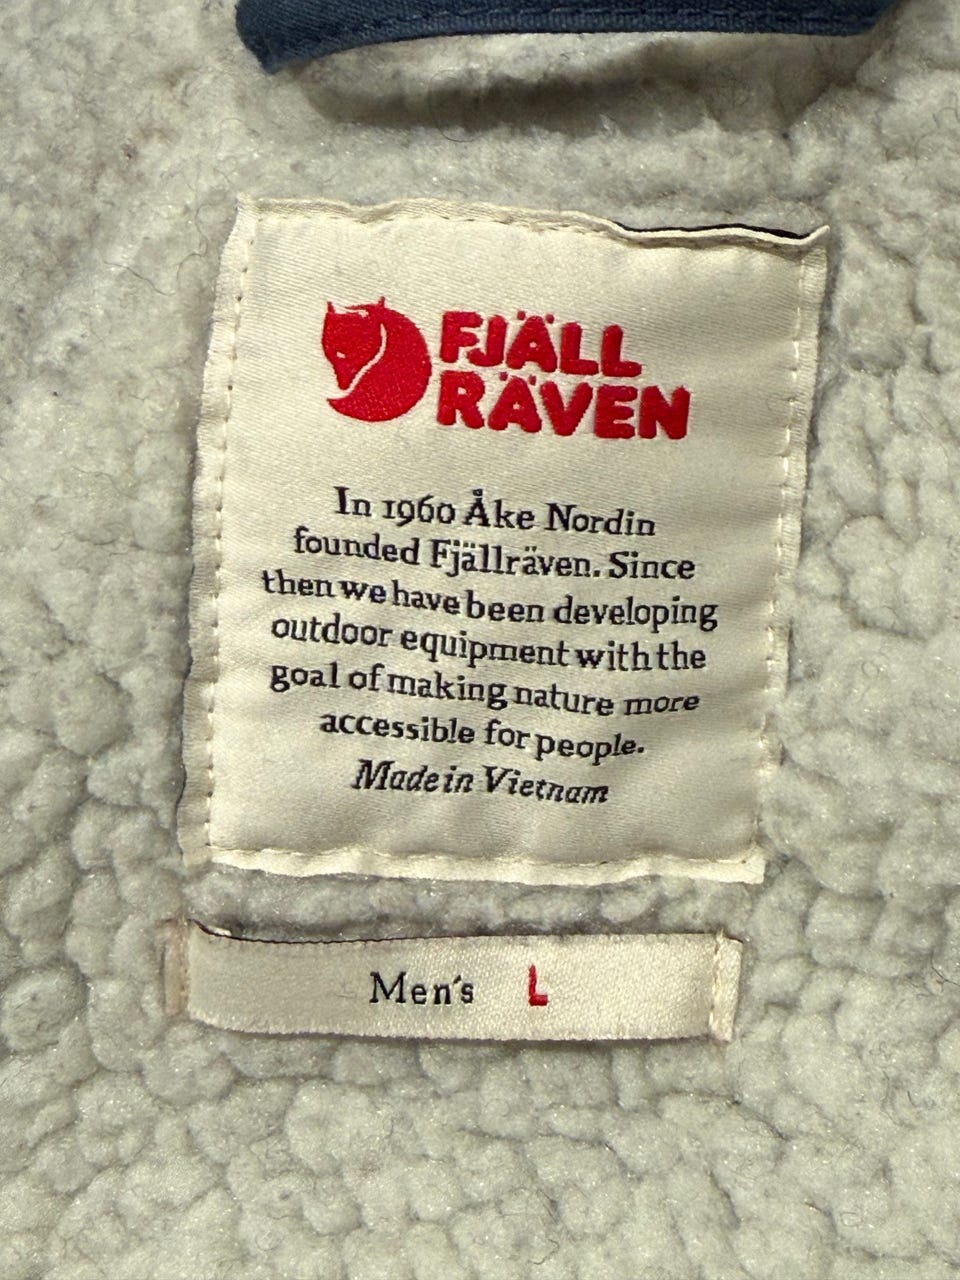 FJÄLL
RÄVEN
In 1960 Åke Nordin
founded Fjällräven. Since
then we have been developing
outdoor equipment with the
goal of making nature more
accessible for people.
Made in Vietnam
Men's L